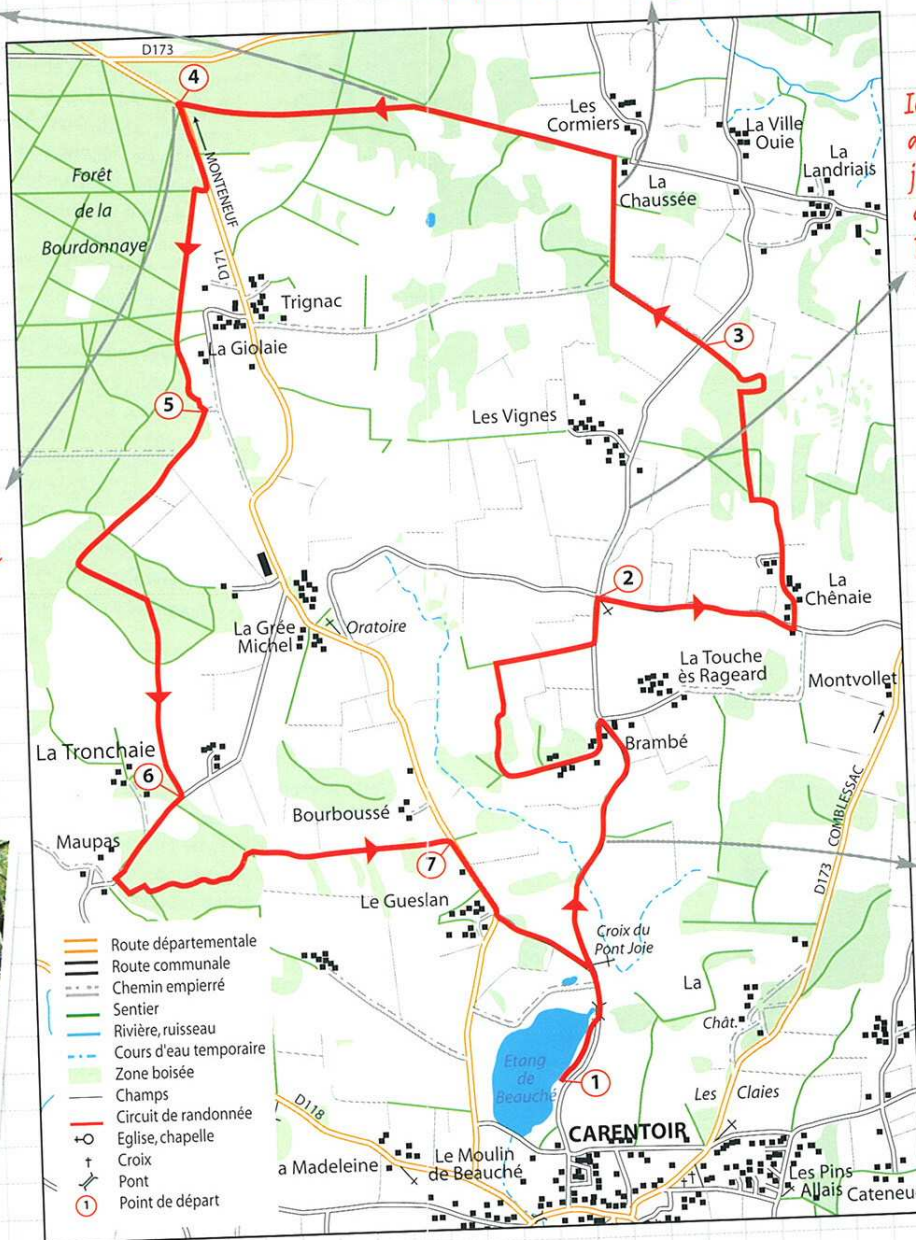 D173
4
Les
Cormiers
La Ville
Ouie
La
Landriais
Forêt
de la
Bourdonnaye
MONTENEUF
La
Chaussée
D171
Trignac
La Giolaie
3
5
Les Vignes
2
La
Chênaie
La Grée
Michel
Oratoire
La Touche
ès Rageard
Montvollet
Brambé
La Tronchaie
6
Bourboussé
COMBLESSAC
D173
Maupas
7
Le Gueslan
Croix du
Pont Joie
La
Chât.
Etang
de
Beauché
1
Les Claies
D118
CARENTOIR
a Madeleine
Le Moulin
de Beauché
Les Pins
Allais
Cateneu
Route départementale
Route communale
Chemin empierré
Sentier
Rivière, ruisseau
Cours d'eau temporaire
Zone boisée
Champs
Circuit de randonnée
Eglise, chapelle
Croix
Pont
1 Point de départ